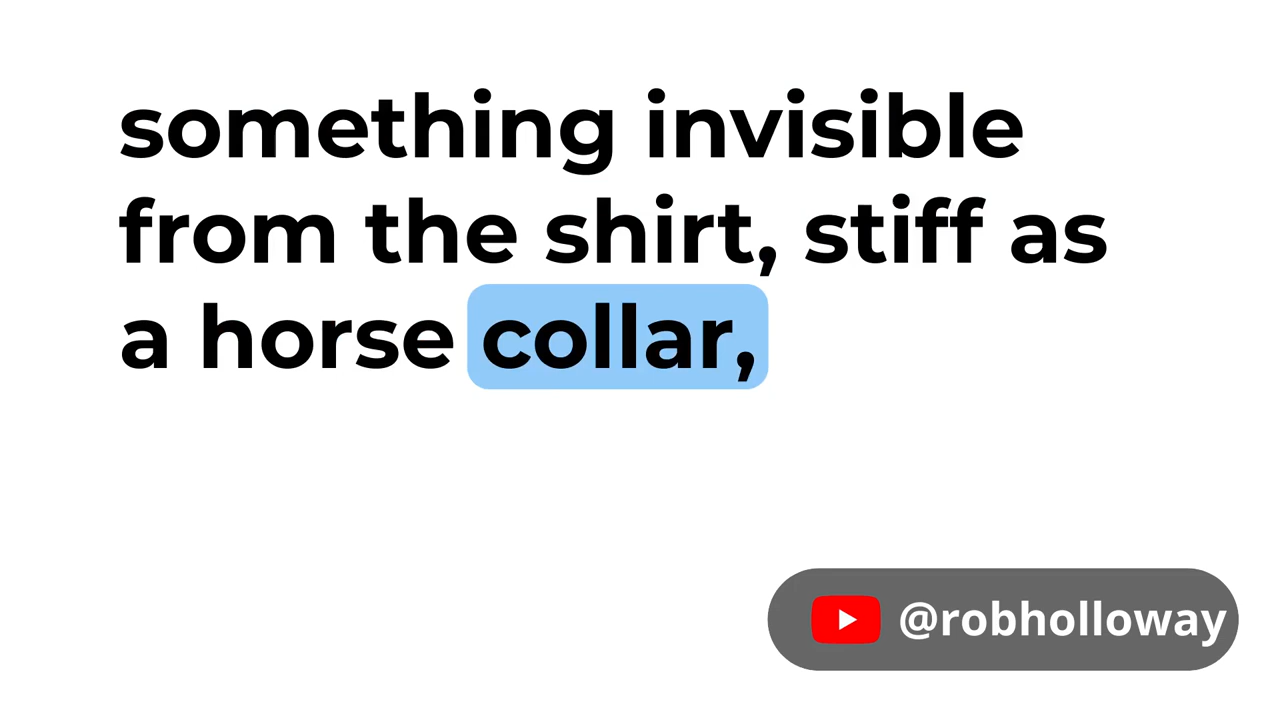 something invisible
from the shirt, stiff as
a horse collar,
@robholloway